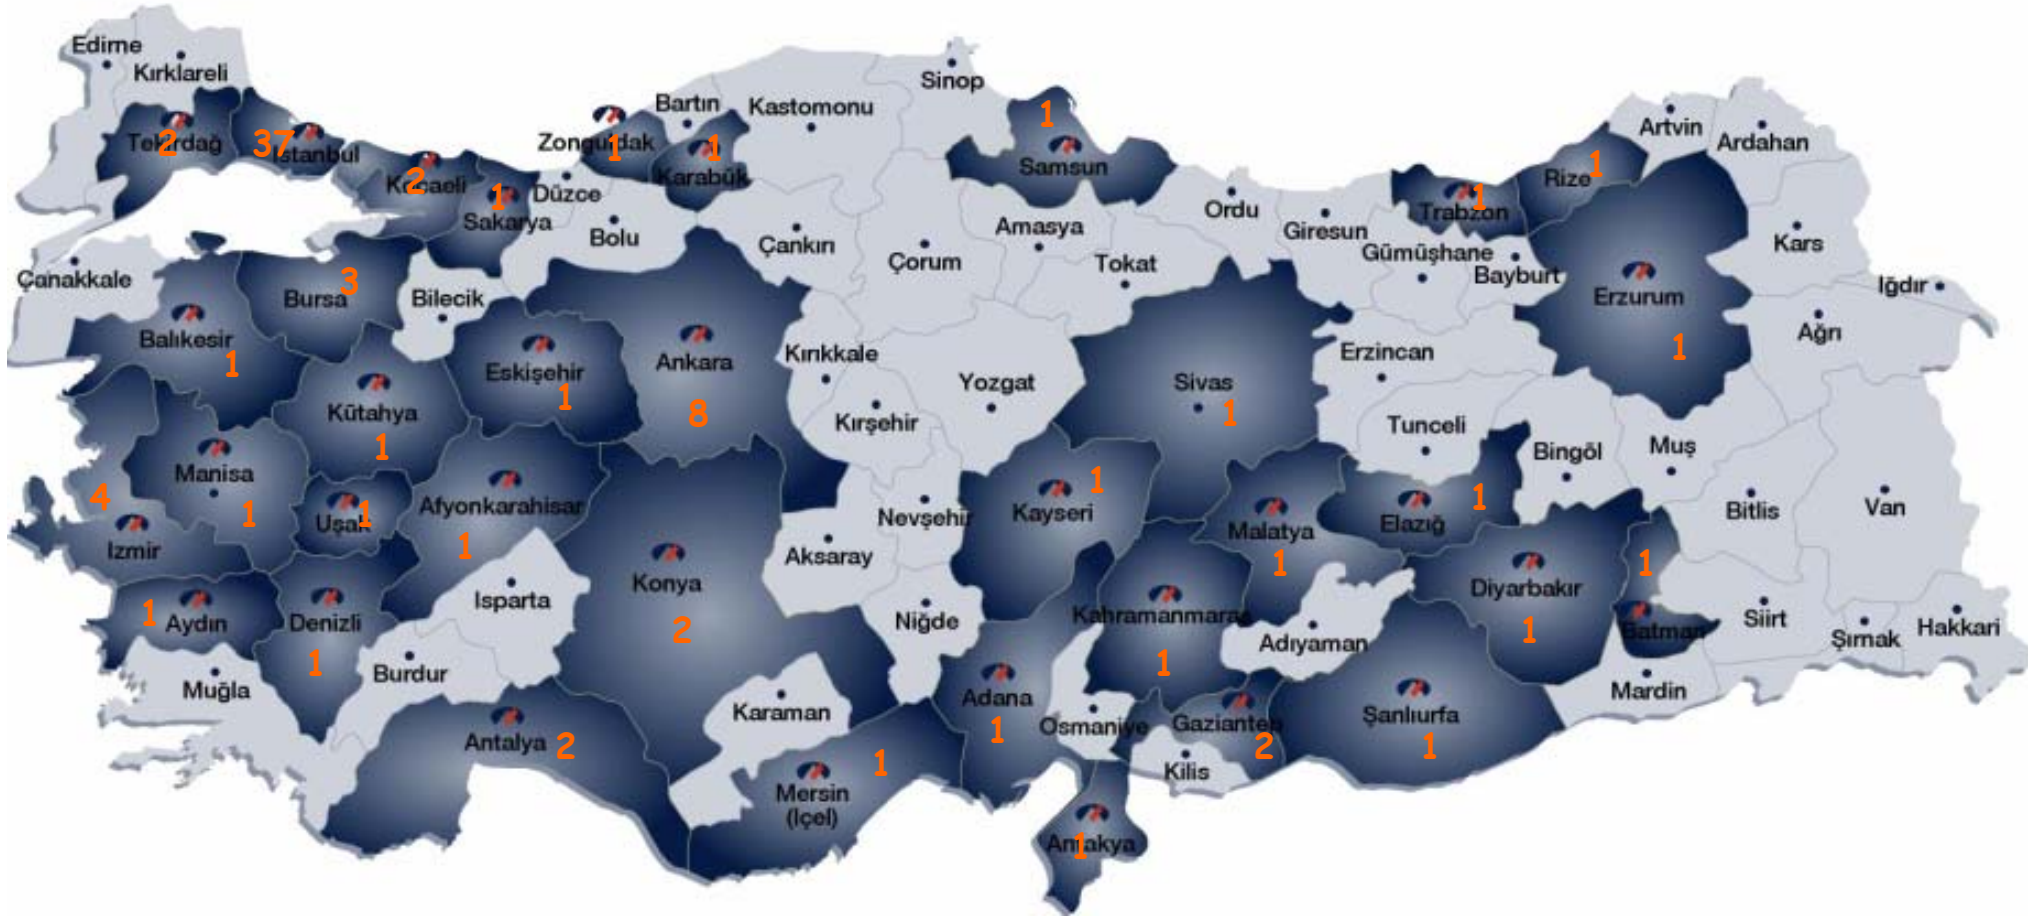 Edirne
Kırklareli
Tekirdağ
2
37
İstanbul
Kocaeli
2
1
Sakarya
Düzce
Zonguldak
1
Bartın
1
Karabük
Kastomonu
Sinop
1
Samsun
Bolu
Çankırı
Çorum
Amasya
Tokat
Ordu
Giresun
1
Trabzon
Gümüşhane
Bayburt
1
Rize
Artvin
Ardahan
Kars
Iğdır
Ağrı
Erzurum
1
Çanakkale
Balıkesir
1
Bursa
3
Bilecik
Eskişehir
1
Kütahya
1
Ankara
8
Kırıkkale
Kırşehir
Yozgat
Sivas
1
Erzincan
Tunceli
Bingöl
Muş
Bitlis
Van
Manisa
1
4
Izmir
Uşak
1
Afyonkarahisar
1
Konya
2
Aksaray
Nevşehir
Niğde
Kayseri
1
Malatya
1
Elazığ
1
Diyarbakır
1
1
Batman
Siirt
Şırnak
Hakkari
Mardin
1
Aydın
Denizli
1
Muğla
Burdur
Isparta
Antalya
2
Karaman
Mersin
(Içel)
1
Adana
1
Osmaniye
Kahramanmaraş
1
Adıyaman
Gaziantep
2
Kilis
Şanlıurfa
1
Antakya
1